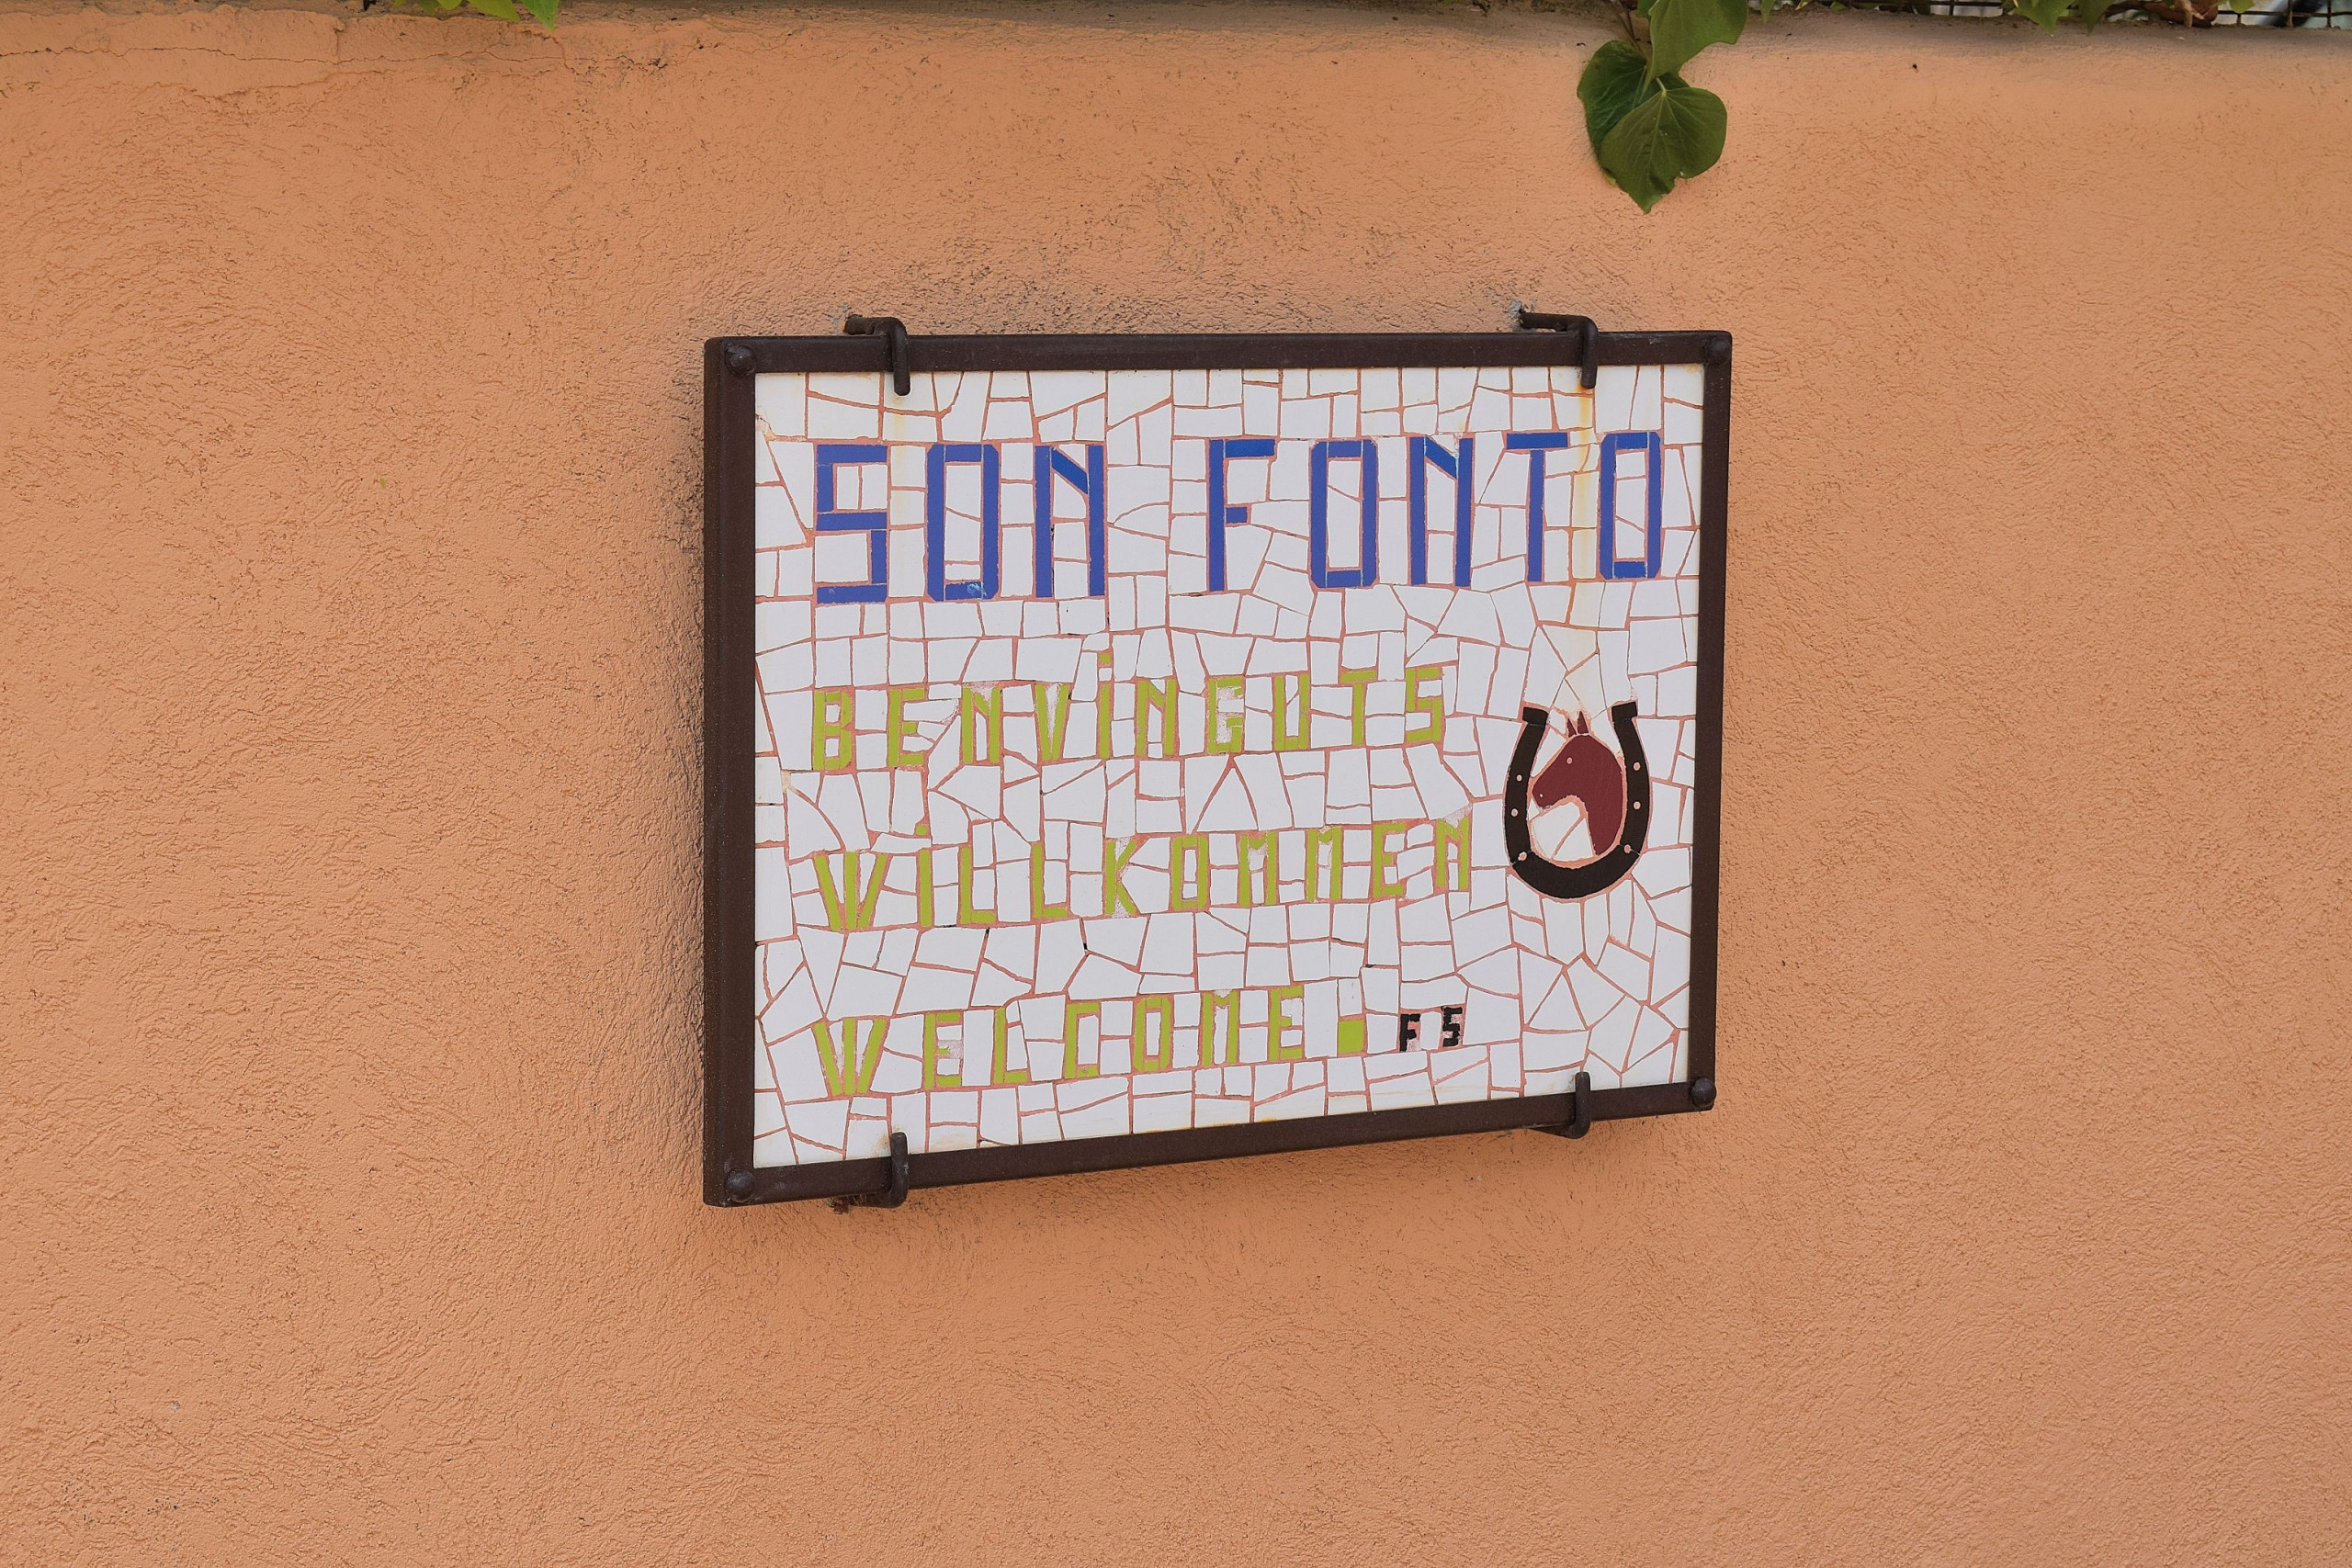 SON FONTO
BENViNGUTS
WiLLKOMMEN
WELCOME. FS